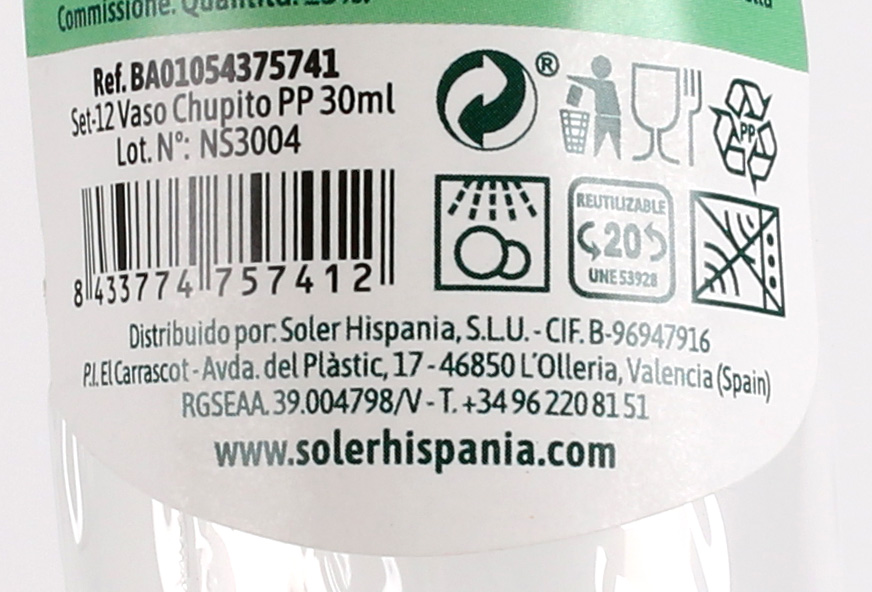 Commissione. Quantità:
Ref. BA01054375741
Set-12 Vaso Chupito PP 30ml
Lot. Nº: NS3004
8 433774 757412
®
PP
REUTILIZABLE
20
UNE 53928
Distribuido por: Soler Hispania, S.L.U. - CIF. B-96947916
P.I. El Carrascot - Avda. del Plàstic, 17 - 46850 L'Olleria, Valencia (Spain)
RGSEAA. 39.004798/V - T. +34 96 220 81 51
www.solerhispania.com